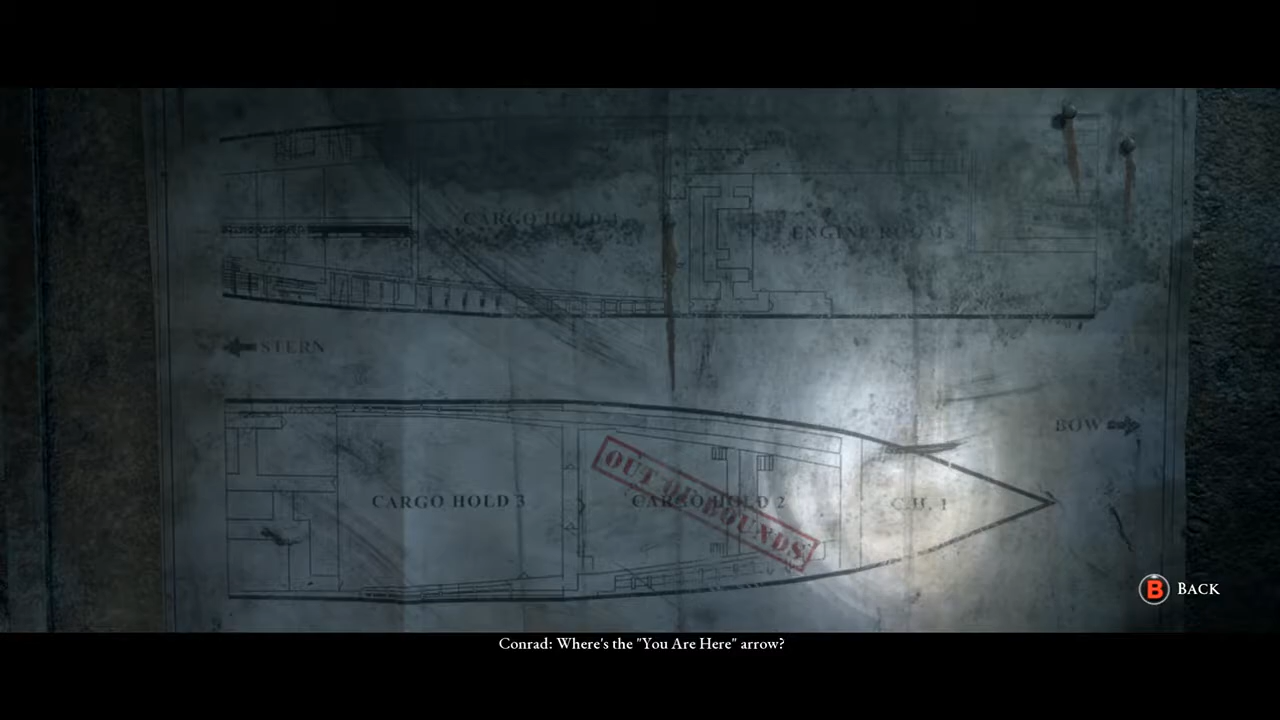 CARGO HOLD 4
ENGINE ROOMS
STERN
BOW
OUT OF BOUNDS
CARGO HOLD 3
CARGO HOLD 2
C.H. 1
B BACK
Conrad: Where's the "You Are Here" arrow?